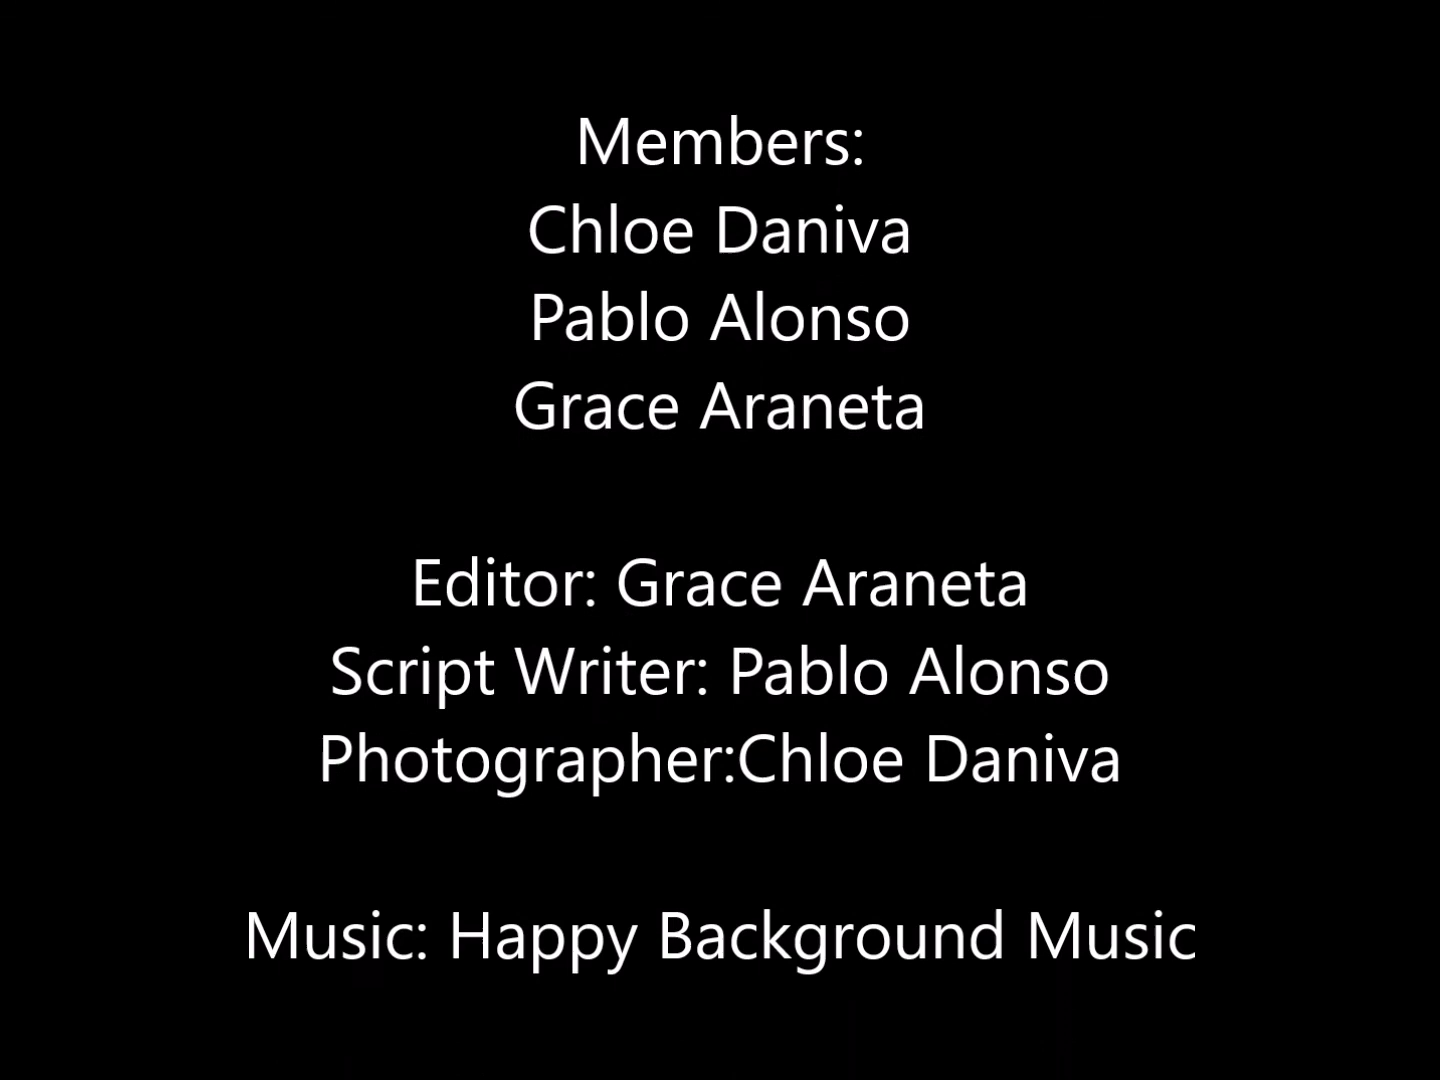 Members:
Chloe Daniva
Pablo Alonso
Grace Araneta
Editor: Grace Araneta
Script Writer: Pablo Alonso
Photographer:Chloe Daniva
Music: Happy Background Music